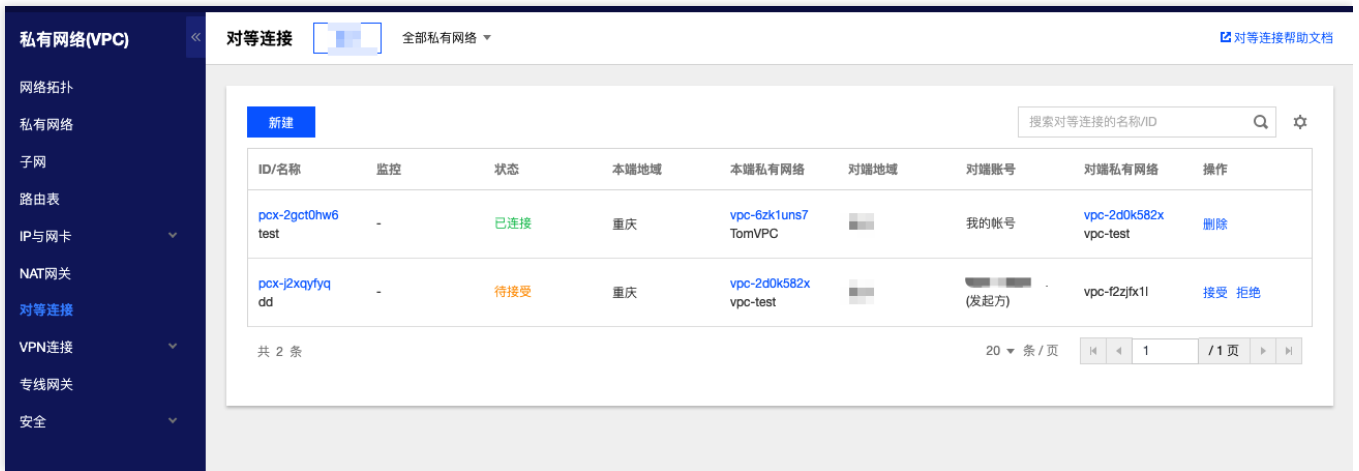 私有网络(VPC)
对等连接
全部私有网络
对等连接帮助文档
网络拓扑
私有网络
子网
路由表
IP与网卡
NAT网关
对等连接
VPN连接
专线网关
安全
新建
搜索对等连接的名称/ID
ID/名称 监控 状态 本端地域 本端私有网络 对端地域 对端账号 对端私有网络 操作
pcx-2gct0hw6 vpc-6zk1uns7 vpc-2d0k582x
- 已连接 重庆 我的帐号 删除
test TomVPC vpc-test
pcx-j2xqyfyq vpc-2d0k582x
- 待接受 重庆 vpc-f2zjfx1l 接受 拒绝
dd vpc-test (发起方)
共 2 条 20 条 / 页 1 / 1 页